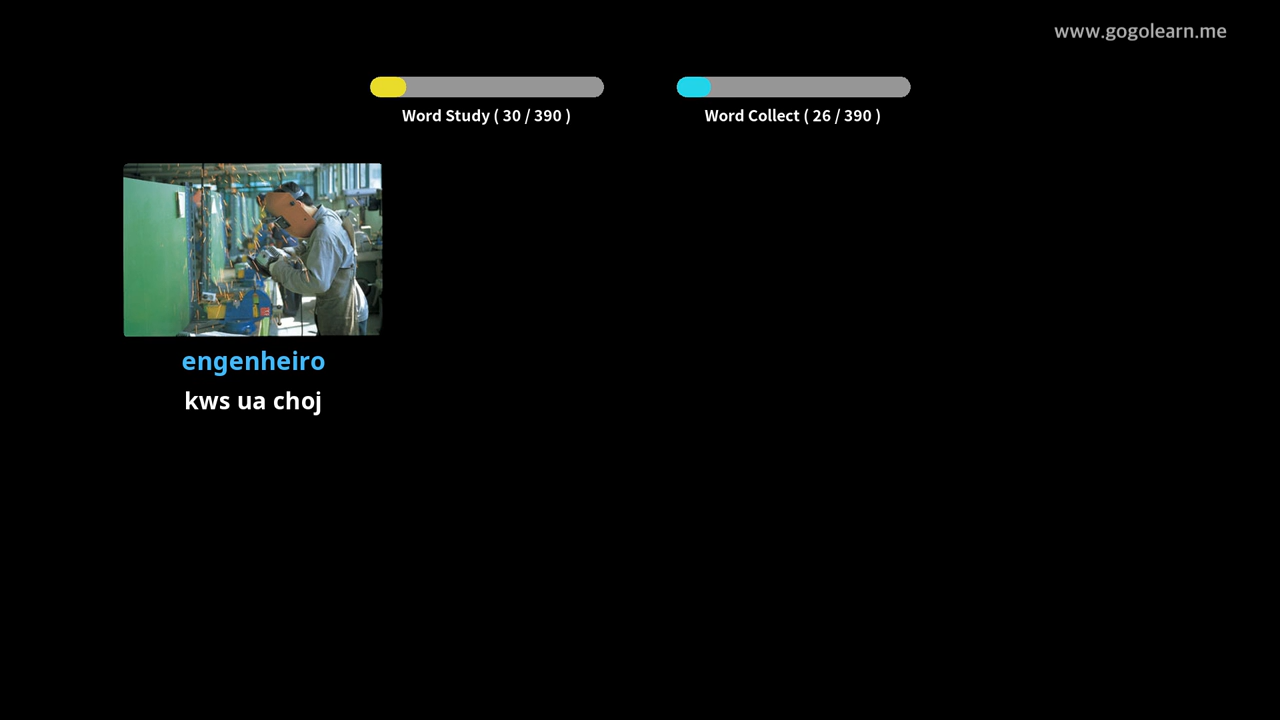 www.gogolearn.me
Word Study ( 30 / 390 )
Word Collect ( 26 / 390 )
engenheiro
kws ua choj